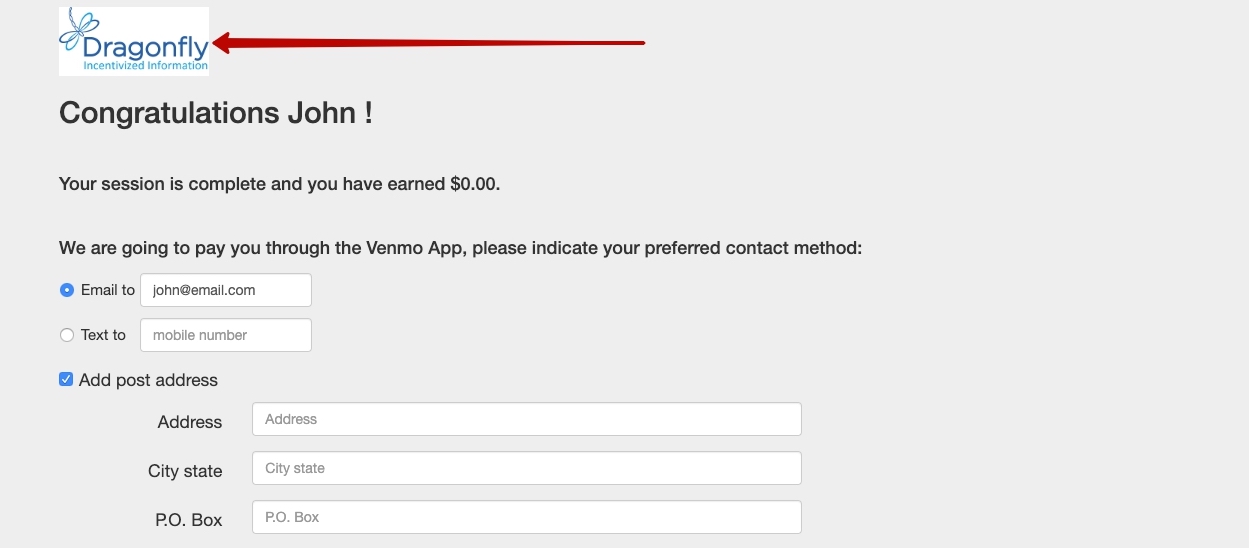 Dragonfly
Incentivized Information
Congratulations John !
Your session is complete and you have earned $0.00.
We are going to pay you through the Venmo App, please indicate your preferred contact method:
Email to john@email.com
Text to mobile number
Add post address
Address Address
City state City state
P.O. Box P.O. Box